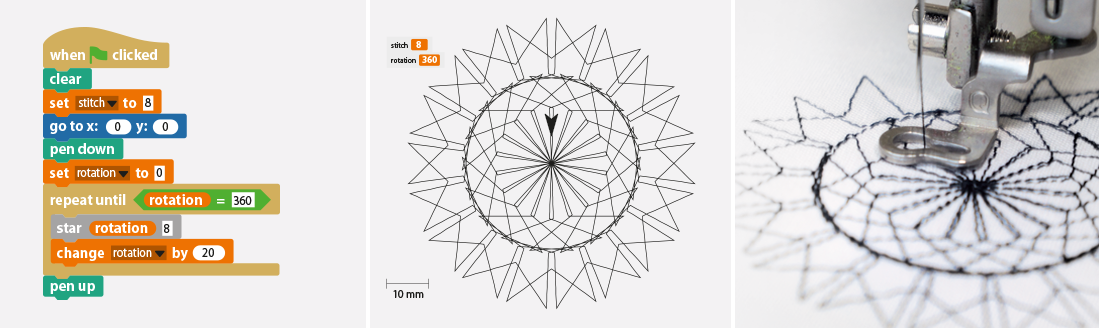 when clicked
clear
set stitch to 8
go to x: 0 y: 0
pen down
set rotation to 0
repeat until rotation = 360
star rotation 8
change rotation by 20
pen up
stitch 8
rotation 360
10 mm